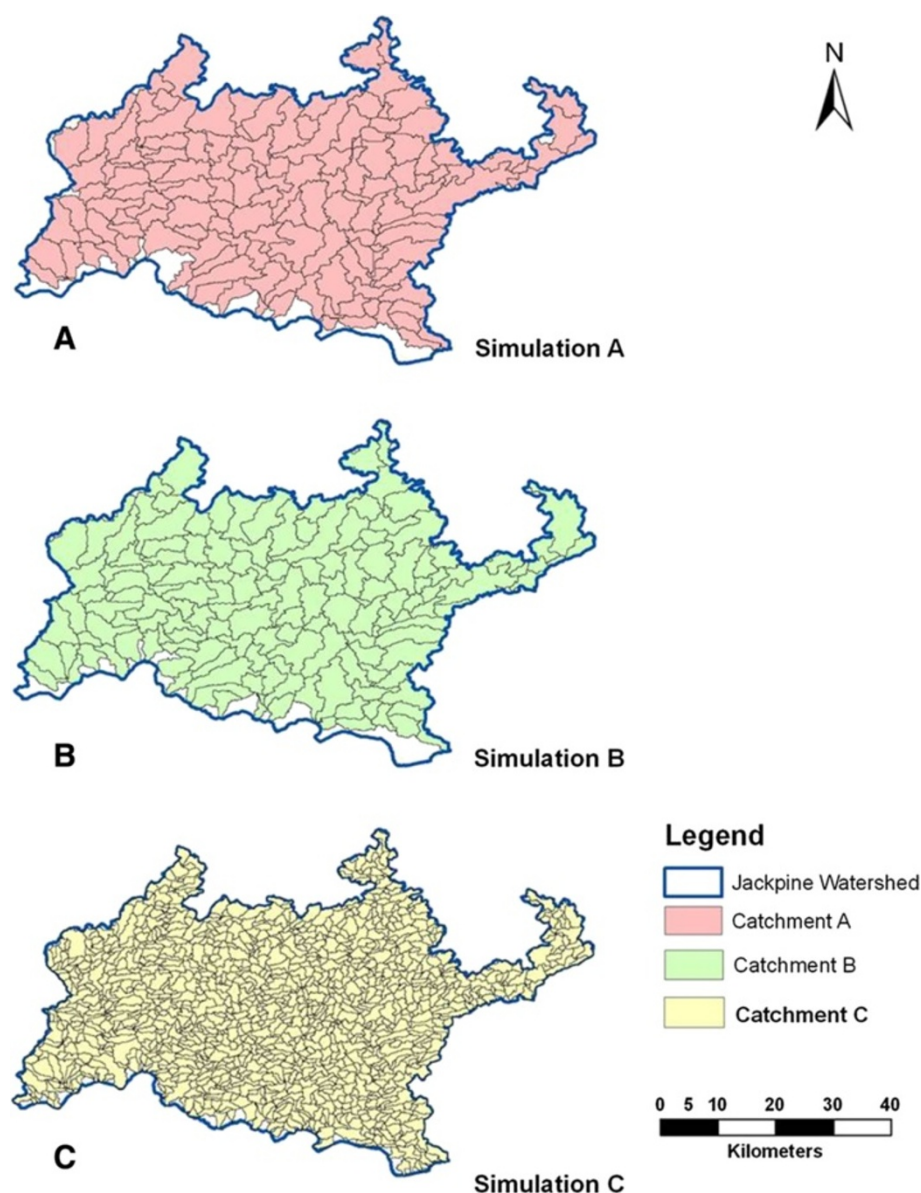 N
A
Simulation A
B
Simulation B
Legend
Jackpine Watershed
Catchment A
Catchment B
Catchment C
0 5 10 20 30 40
Kilometers
C
Simulation C